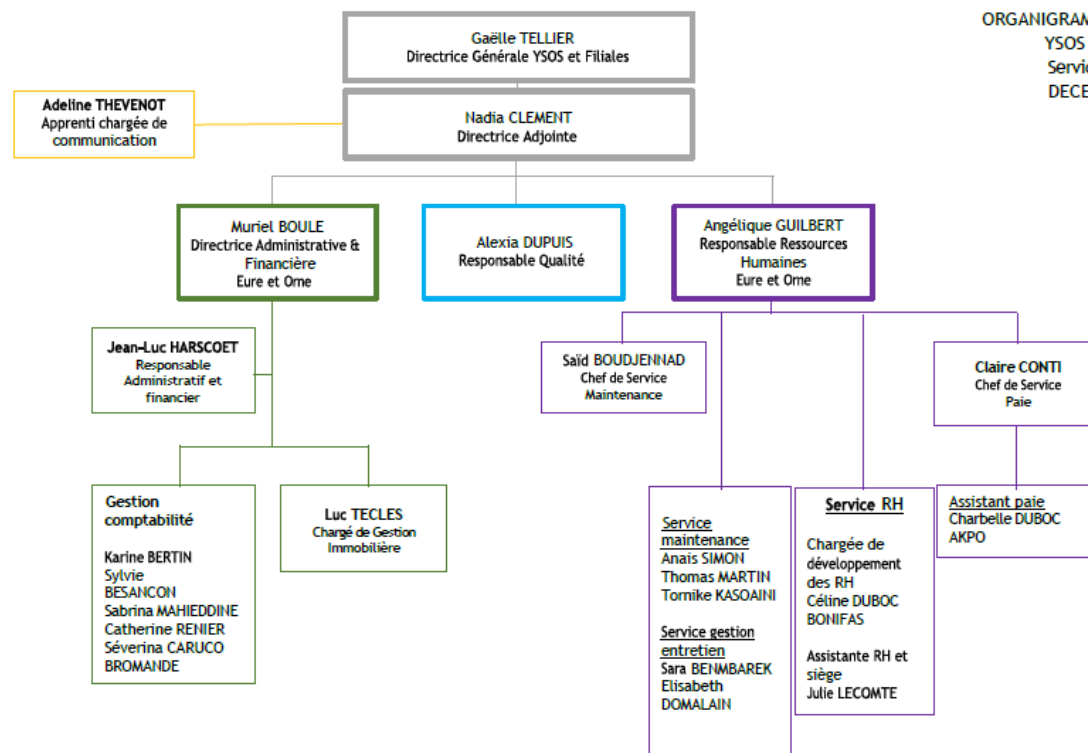 ORGANIGRAM
YSOS
Servic
DECE
Gaëlle TELLIER
Directrice Générale YSOS et Filiales
Adeline THEVENOT
Apprenti chargée de
communication
Nadia CLEMENT
Directrice Adjointe
Muriel BOULE
Directrice Administrative &
Financière
Eure et Orne
Alexia DUPUIS
Responsable Qualité
Angélique GUILBERT
Responsable Ressources
Humaines
Eure et Orne
Jean-Luc HARSCOET
Responsable
Administratif et
financier
Saïd BOUDJENNAD
Chef de Service
Maintenance
Claire CONTI
Chef de Service
Paie
Gestion
comptabilité
Karine BERTIN
Sylvie
BESANCON
Sabrina MAHIEDDINE
Catherine RENIER
Séverina CARUCO
BROMANDE
Luc TECLES
Chargé de Gestion
Immobilière
Service
maintenance
Anais SIMON
Thomas MARTIN
Tornike KASOAINI
Service gestion
entretien
Sara BENMBAREK
Elisabeth
DOMALAIN
Service RH
Chargée de
développement
des RH
Céline DUBOC
BONIFAS
Assistante RH et
siège
Julie LECOMTE
Assistant paie
Charbelle DUBOC
AKPO